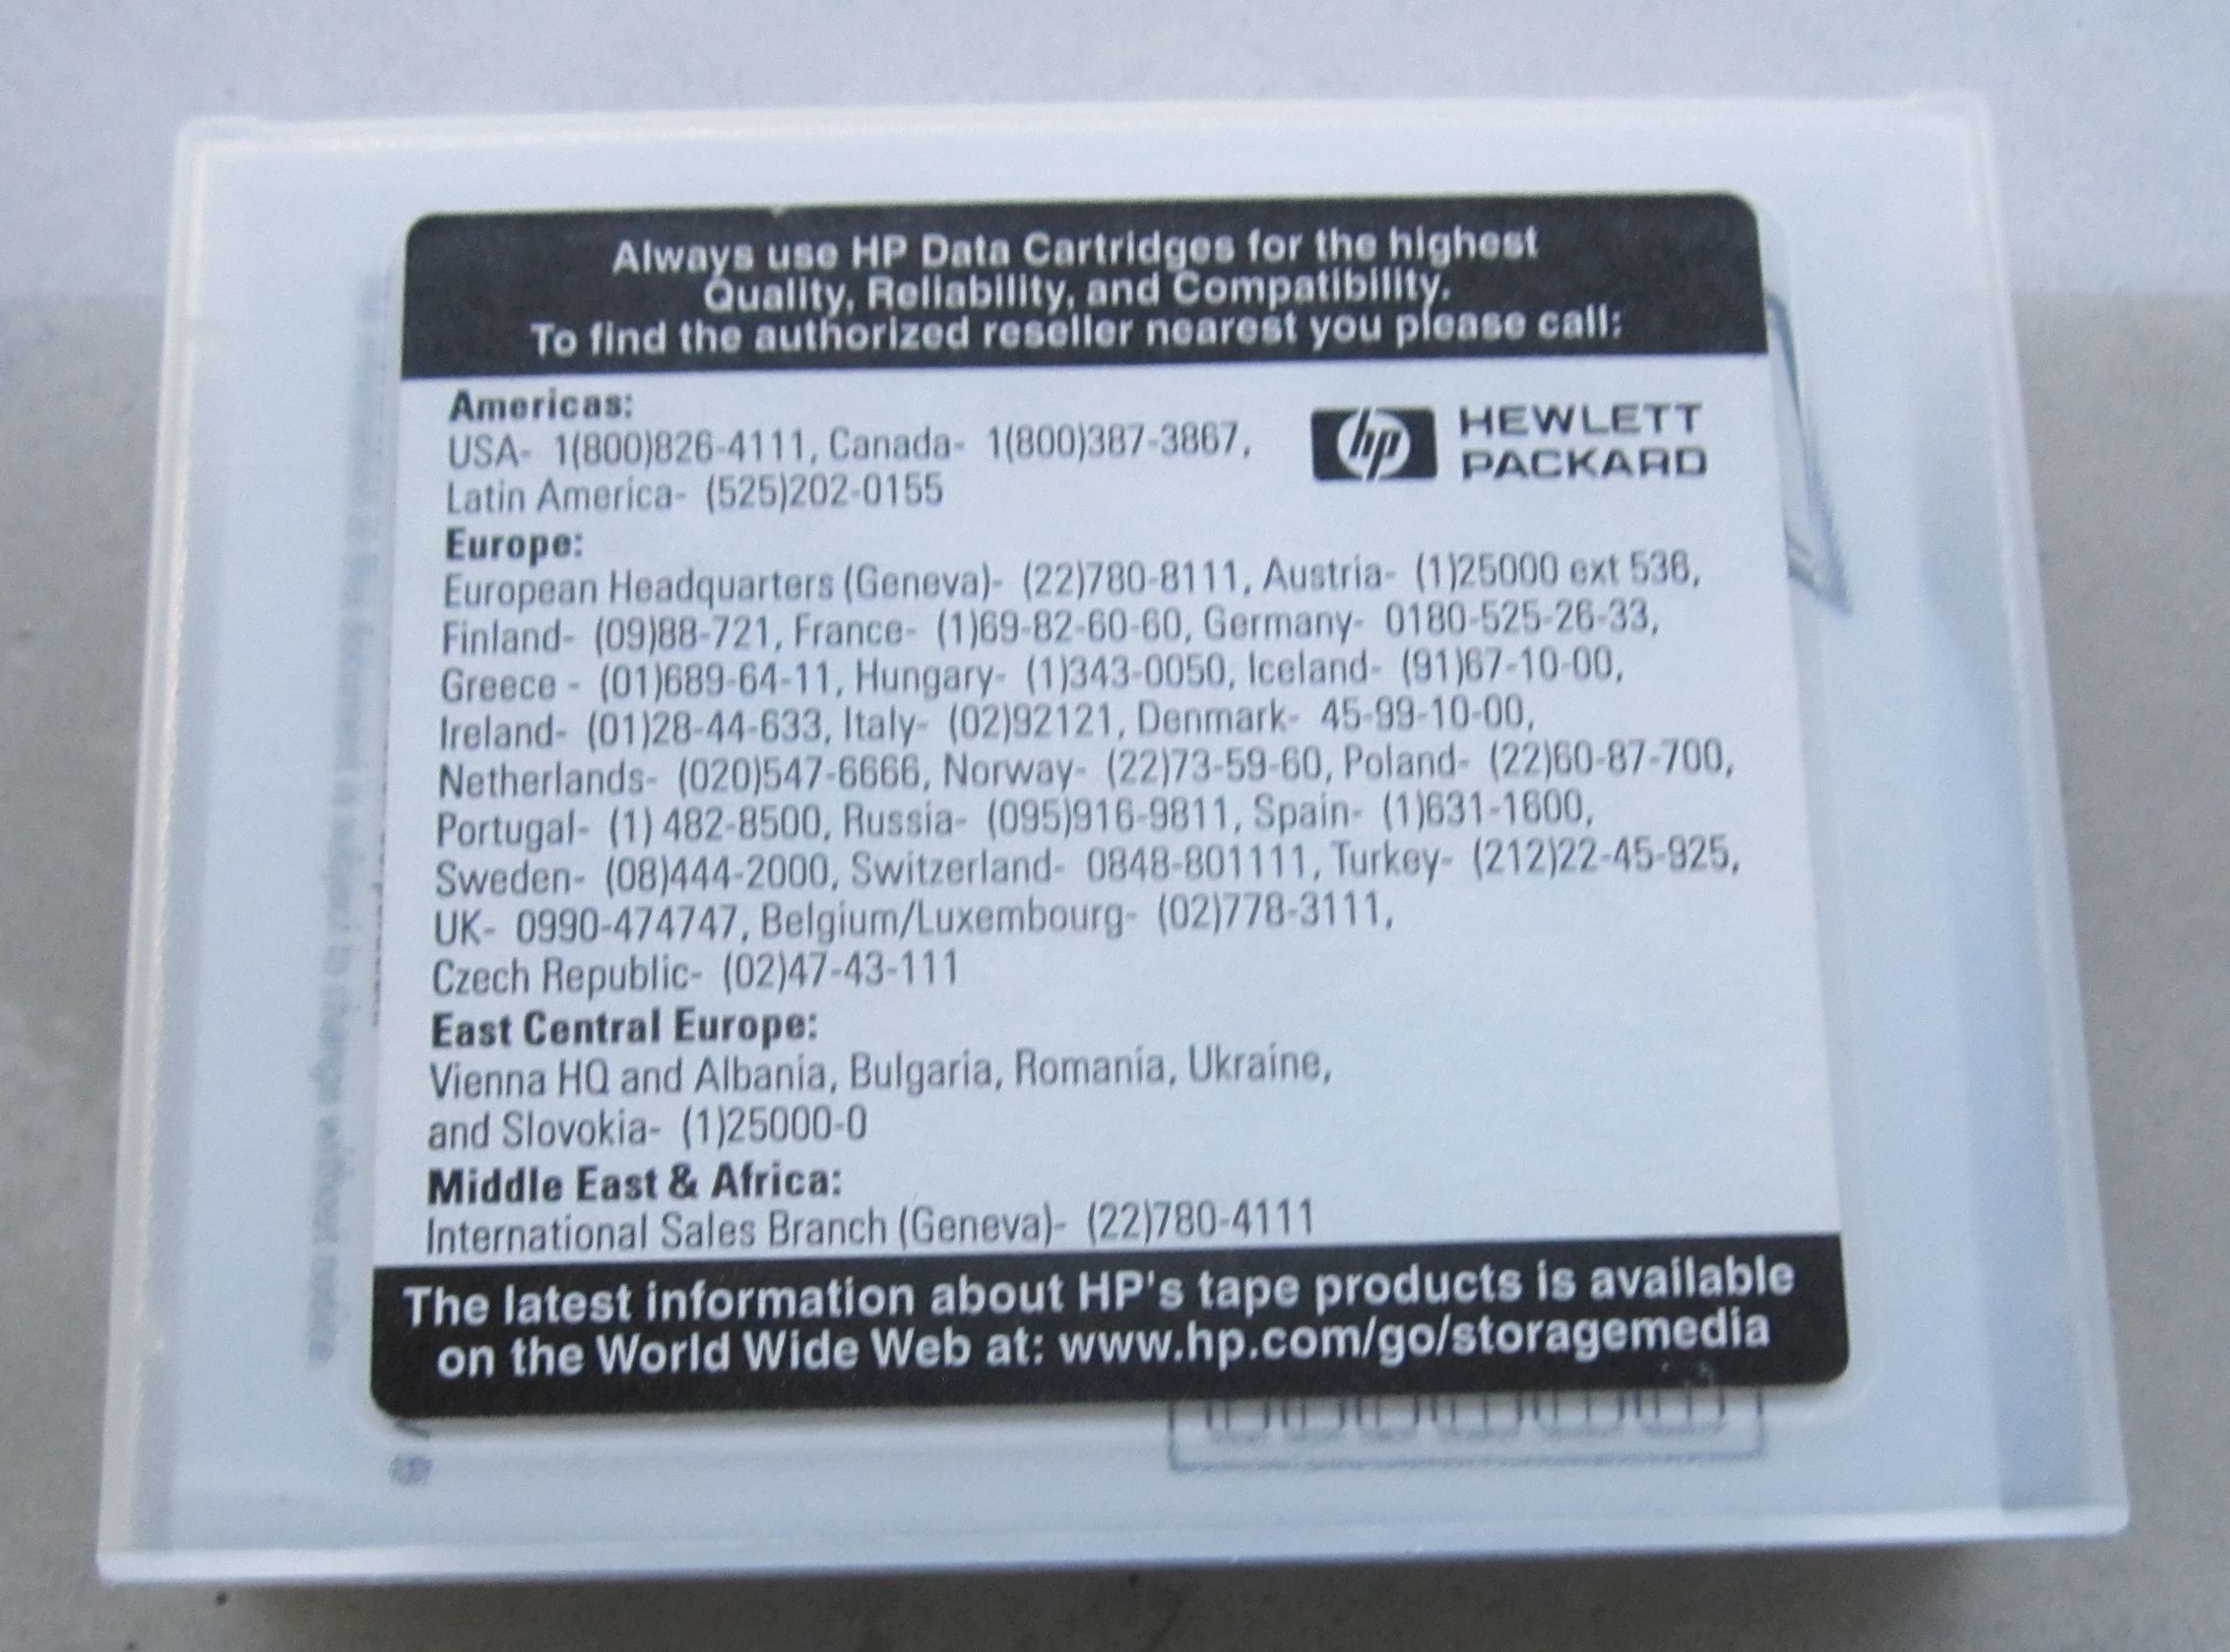 Always use HP Data Cartridges for the highest
Quality, Reliability, and Compatibility.
To find the authorized reseller nearest you please call:
Americas:
USA- 1(800)826-4111, Canada- 1(800)387-3867,
Latin America- (525)202-0155
hp HEWLETT
PACKARD
Europe:
European Headquarters (Geneva)- (22)780-8111, Austria- (1)25000 ext 536,
Finland- (09)88-721, France- (1)69-82-60-60, Germany- 0180-525-26-33,
Greece - (01)689-64-11, Hungary- (1)343-0050, Iceland- (91)67-10-00,
Ireland- (01)28-44-633, Italy- (02)92121, Denmark- 45-99-10-00,
Netherlands- (020)547-6666, Norway- (22)73-59-60, Poland- (22)60-87-700,
Portugal- (1) 482-8500, Russia- (095)916-9811, Spain- (1)631-1600,
Sweden- (08)444-2000, Switzerland- 0848-801111, Turkey- (212)22-45-925,
UK- 0990-474747, Belgium/Luxembourg- (02)778-3111,
Czech Republic- (02)47-43-111
East Central Europe:
Vienna HQ and Albania, Bulgaria, Romania, Ukraine,
and Slovokia- (1)25000-0
Middle East & Africa:
International Sales Branch (Geneva)- (22)780-4111
The latest information about HP's tape products is available
on the World Wide Web at: www.hp.com/go/storagemedia
is subject to change without notice